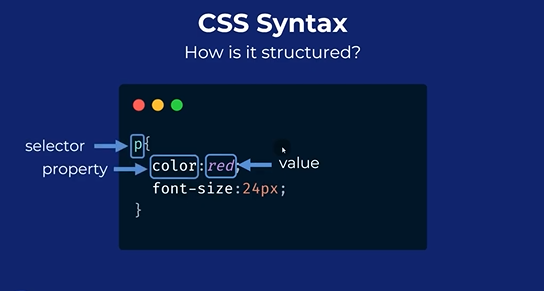 CSS Syntax
How is it structured?
selector
p{
property
color:red;
value
font-size:24px;
}